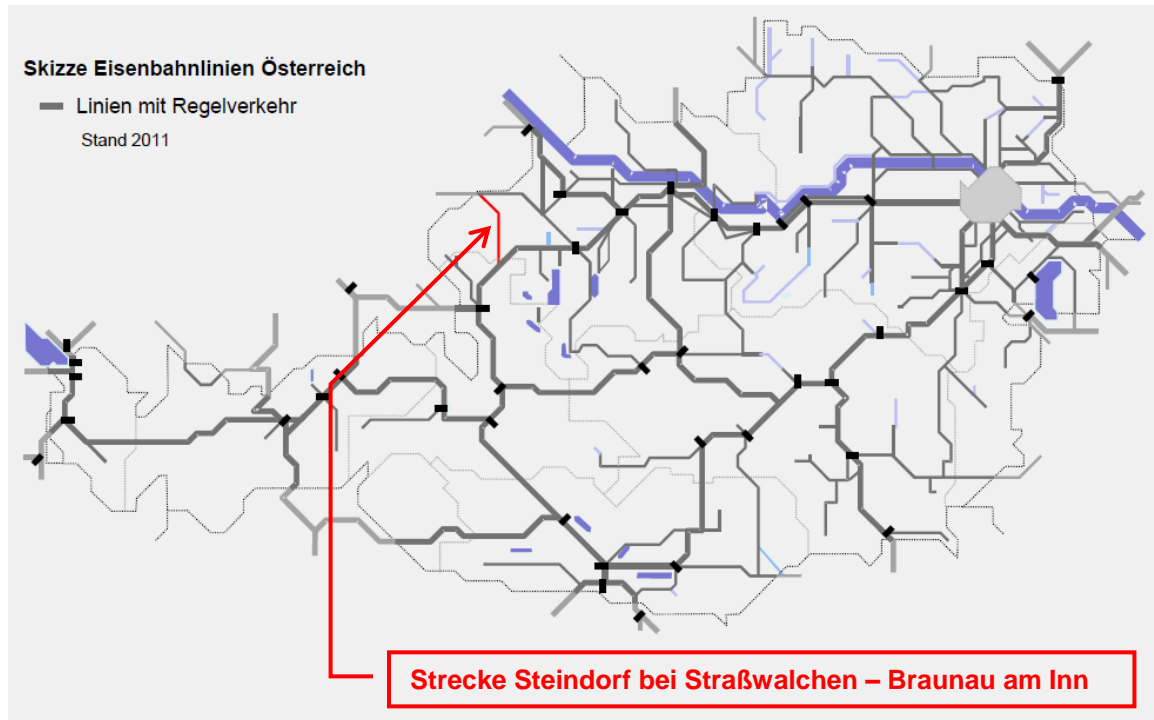 Skizze Eisenbahnlinien Österreich
Linien mit Regelverkehr
Stand 2011
Strecke Steindorf bei Straßwalchen – Braunau am Inn